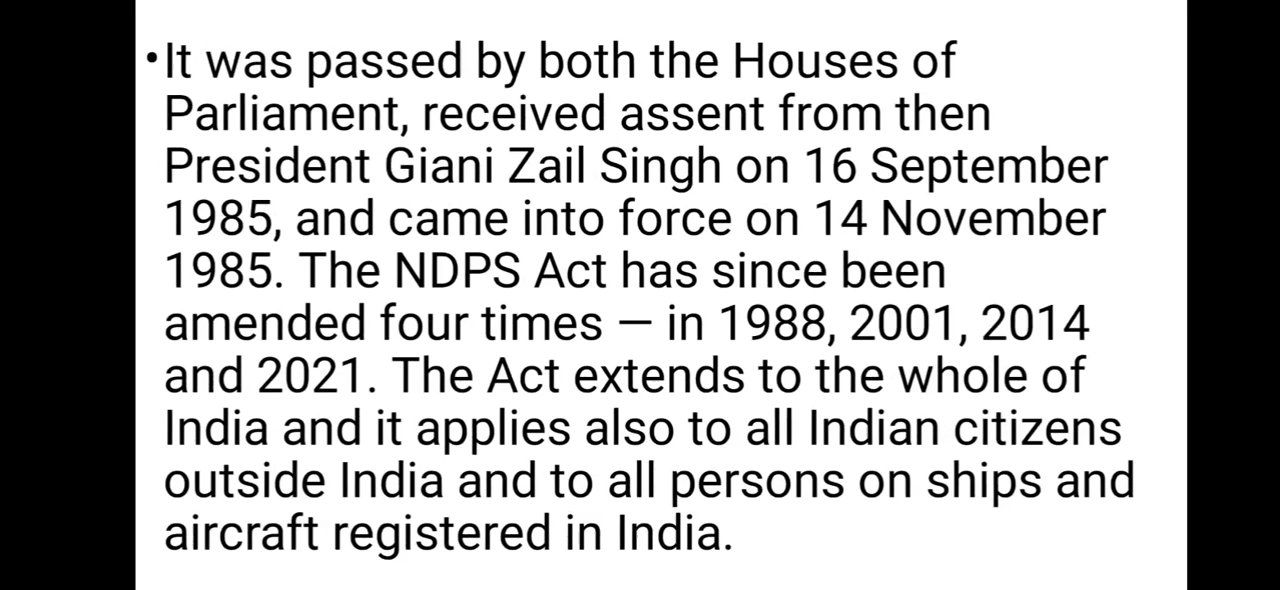 •It was passed by both the Houses of
Parliament, received assent from then
President Giani Zail Singh on 16 September
1985, and came into force on 14 November
1985. The NDPS Act has since been
amended four times — in 1988, 2001, 2014
and 2021. The Act extends to the whole of
India and it applies also to all Indian citizens
outside India and to all persons on ships and
aircraft registered in India.